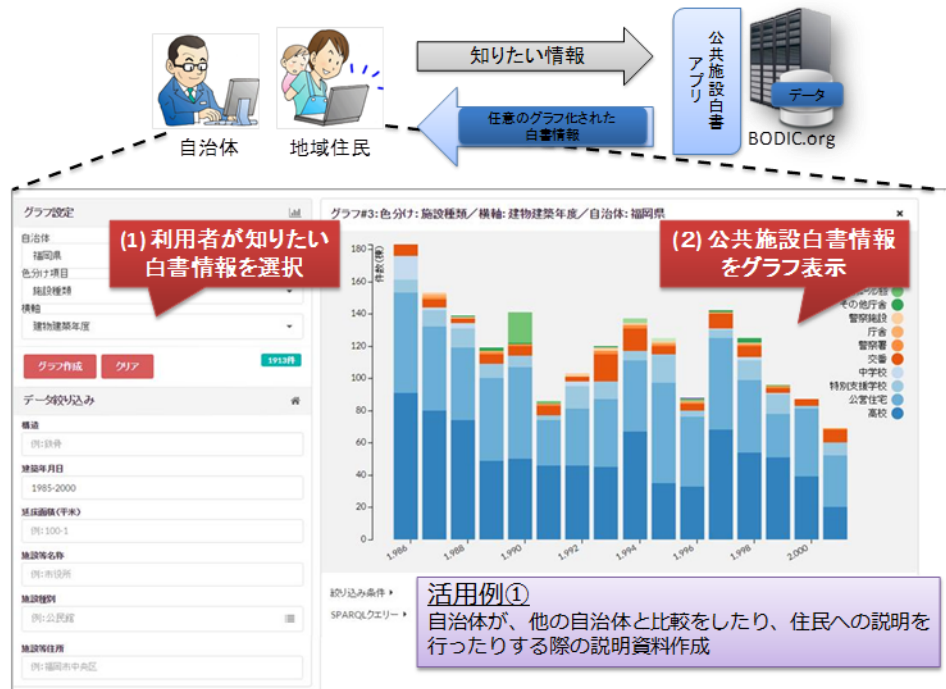 知りたい情報
公共施設白書
アプリ
データ
任意のグラフ化された
白書情報
BODIC.org
自治体
地域住民
グラフ設定
自治体
福岡県
色分け項目
施設種類
横軸
建物建築年度
グラフ作成
クリア
1913件
データ絞り込み
構造
例:鉄骨
建築年月日
1985-2000
延床面積(平米)
例:100-1
施設等名称
例:市役所
施設種別
例:公民館
施設等住所
例:福岡市中央区
(1) 利用者が知りたい
白書情報を選択
グラフ#3:色分け:施設種類/横軸:建物建築年度/自治体:福岡県
×
(2) 公共施設白書情報
をグラフ表示
件数(棟)
180
160
140
120
100
80
60
40
20
0
1,986
1,988
1,990
1,992
1,994
1,996
1,998
2,000
その他庁舎
警察施設
庁舎
警察署
交番
中学校
特別支援学校
公営住宅
高校
絞り込み条件
SPARQLクエリー
活用例①
自治体が、他の自治体と比較をしたり、住民への説明を
行ったりする際の説明資料作成